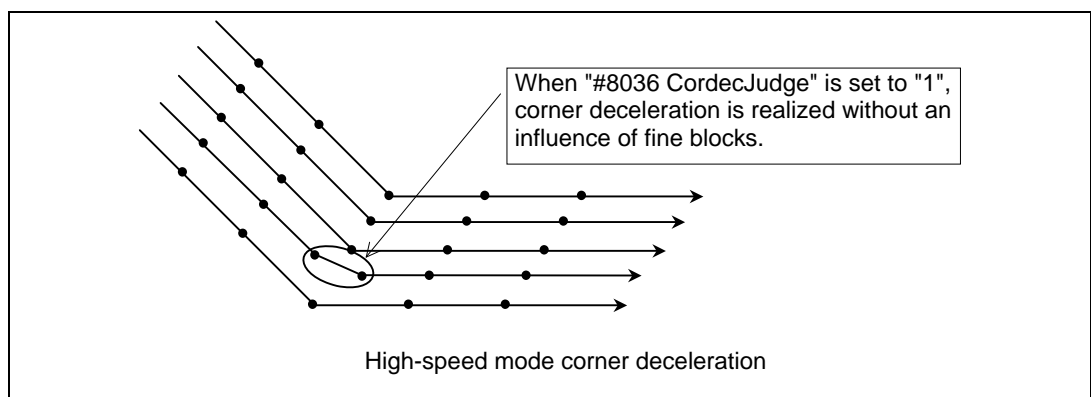 When "#8036 CordecJudge" is set to "1",
corner deceleration is realized without an
influence of fine blocks.
High-speed mode corner deceleration